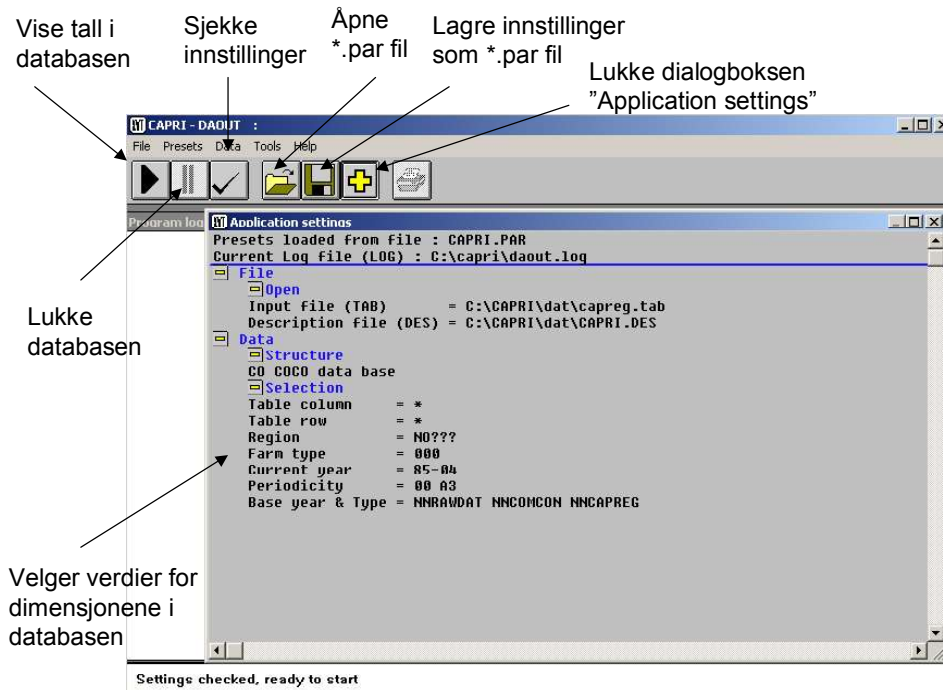 Vise tall i
databasen
Sjekke
innstillinger
Åpne
*.par fil
Lagre innstillinger
som *.par fil
Lukke dialogboksen
”Application settings”
CAPRI - DAOUT :
File Presets Data Tools Help
Program log
Application settings
Presets loaded from file : CAPRI.PAR
Current Log file (LOG) : C:\capri\daout.log
File
Open
Input file (TAB) = C:\CAPRI\dat\capreg.tab
Description file (DES) = C:\CAPRI\dat\CAPRI.DES
Data
Structure
CO COCO data base
Selection
Table column = *
Table row = *
Region = NO???
Farm type = 000
Current year = 85-04
Periodicity = 00 A3
Base year & Type = NNRAWDAT NNCOMCON NNCAPREG
Lukke
databasen
Velger verdier for
dimensjonene i
databasen
Settings checked, ready to start